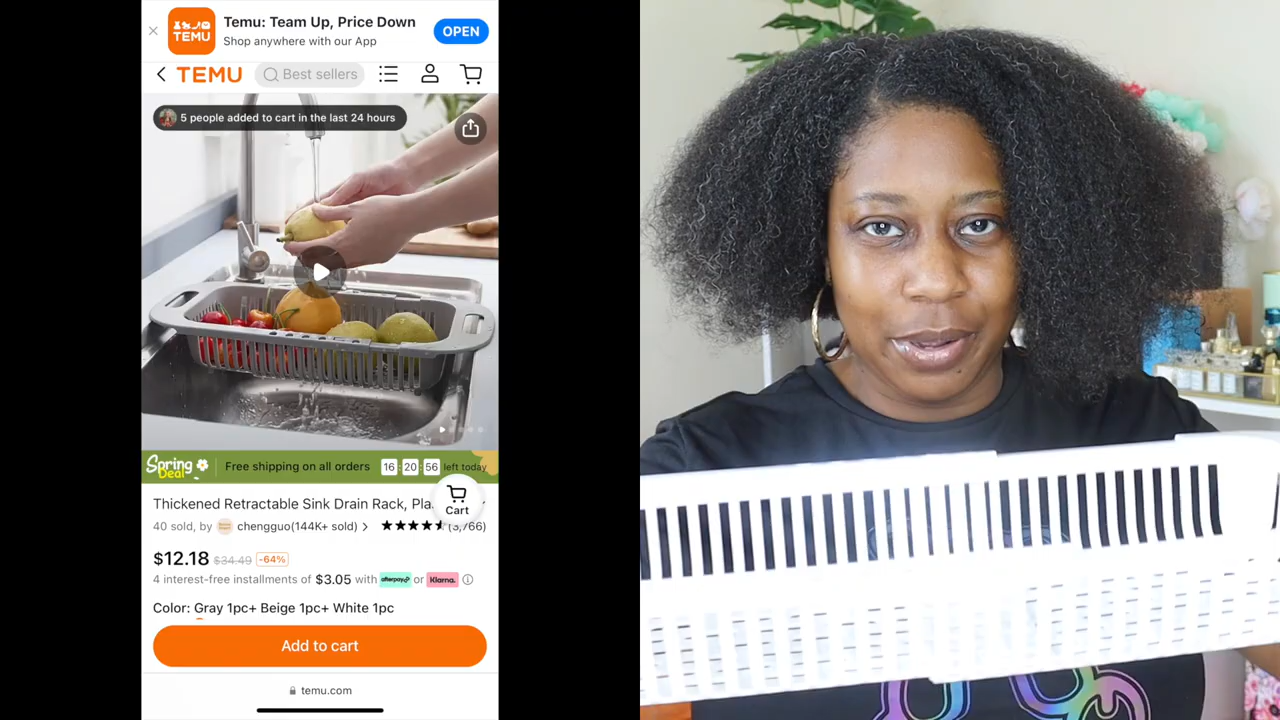 TEMU
Temu: Team Up, Price Down
Shop anywhere with our App
OPEN
TEMU
Best sellers
5 people added to cart in the last 24 hours
Spring Deal
Free shipping on all orders 16 20 56 left today
Thickened Retractable Sink Drain Rack,
Cart
40 sold, by chengguo(144K+ sold)
$12.18 $34.49 -64%
4 interest-free installments of $3.05 with afterpay or Klarna.
Color: Gray 1pc+ Beige 1pc+ White 1pc
Add to cart
temu.com